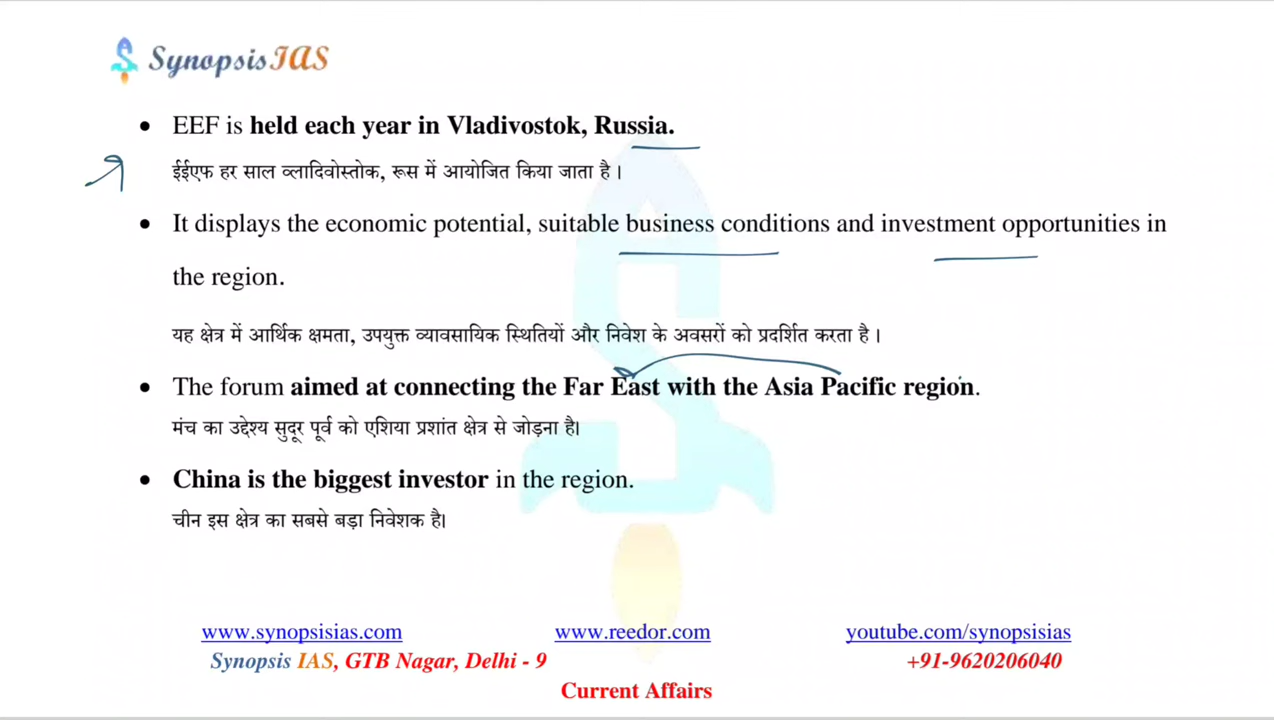 Synopsis IAS
• EEF is held each year in Vladivostok, Russia.
ईईएफ हर साल व्लादिवोस्तोक, रूस में आयोजित किया जाता है ।
• It displays the economic potential, suitable business conditions and investment opportunities in
the region.
यह क्षेत्र में आर्थिक क्षमता, उपयुक्त व्यावसायिक स्थितियों और निवेश के अवसरों को प्रदर्शित करता है ।
• The forum aimed at connecting the Far East with the Asia Pacific region.
मंच का उद्देश्य सुदूर पूर्व को एशिया प्रशांत क्षेत्र से जोड़ना है।
• China is the biggest investor in the region.
चीन इस क्षेत्र का सबसे बड़ा निवेशक है।
www.synopsisias.com www.reedor.com youtube.com/synopsisias
Synopsis IAS, GTB Nagar, Delhi - 9 +91-9620206040
Current Affairs